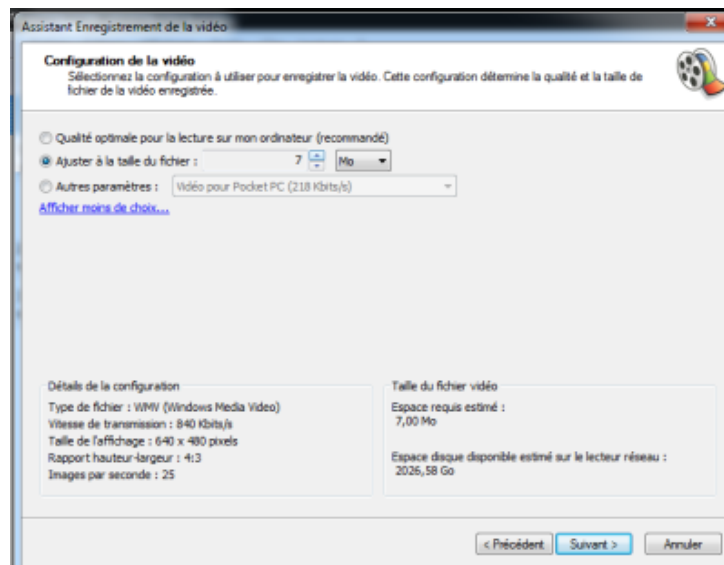 Assistant Enregistrement de la vidéo
Configuration de la vidéo
Sélectionnez la configuration à utiliser pour enregistrer la vidéo. Cette configuration détermine la qualité et la taille de
fichier de la vidéo enregistrée.
Qualité optimale pour la lecture sur mon ordinateur (recommandé)
Ajuster à la taille du fichier : 7 Mo
Autres paramètres : Vidéo pour Pocket PC (218 Kbits/s)
Afficher moins de choix...
Détails de la configuration
Type de fichier : WMV (Windows Media Video)
Vitesse de transmission : 840 Kbits/s
Taille de l'affichage : 640 x 480 pixels
Rapport hauteur-largeur : 4:3
Images par seconde : 25
Taille du fichier vidéo
Espace requis estimé :
7,00 Mo
Espace disque disponible estimé sur le lecteur réseau :
2026,58 Go
< Précédent Suivant > Annuler